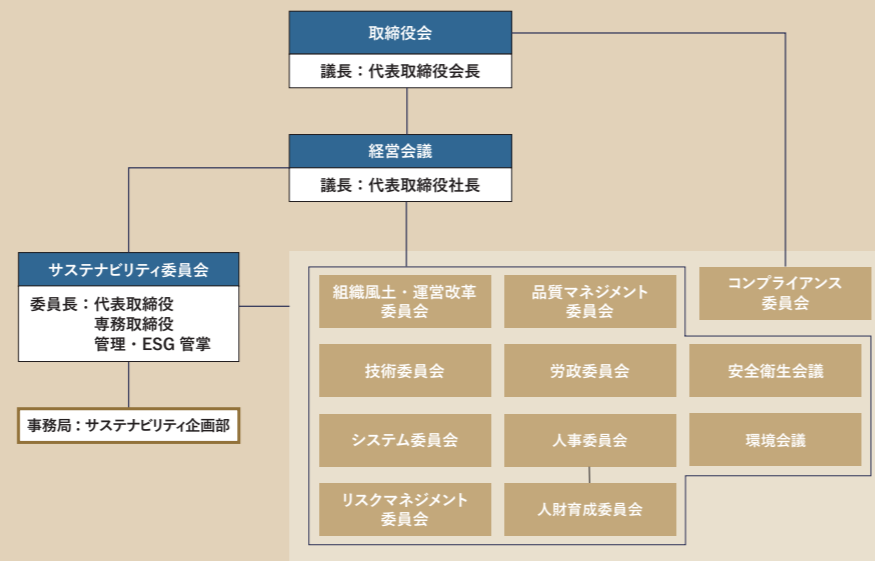 取締役会
議長：代表取締役会長
経営会議
議長：代表取締役社長
サステナビリティ委員会
委員長：代表取締役
専務取締役
管理・ESG 管掌
事務局：サステナビリティ企画部
組織風土・運営改革
委員会
品質マネジメント
委員会
コンプライアンス
委員会
技術委員会
労政委員会
安全衛生会議
システム委員会
人事委員会
環境会議
リスクマネジメント
委員会
人財育成委員会